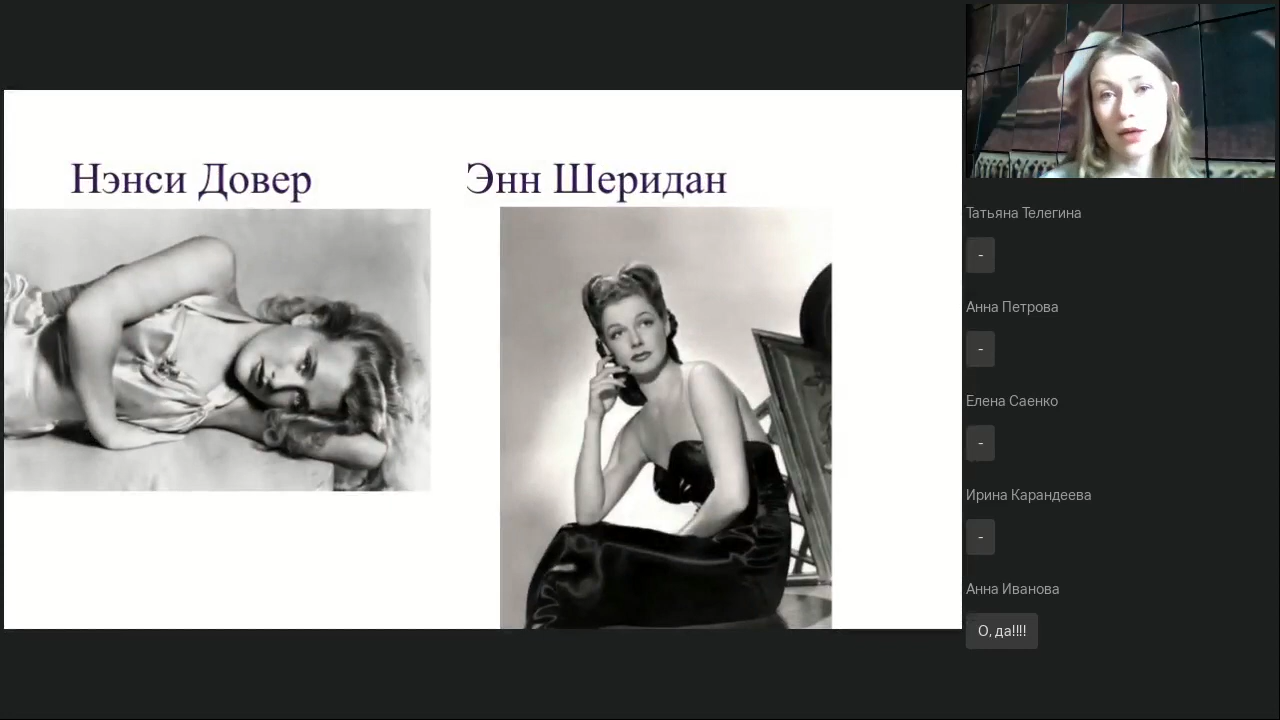 Нэнси Довер
Энн Шеридан
Татьяна Телегина
-
Анна Петрова
-
Елена Саенко
-
Ирина Карандеева
-
Анна Иванова
О, да!!!!